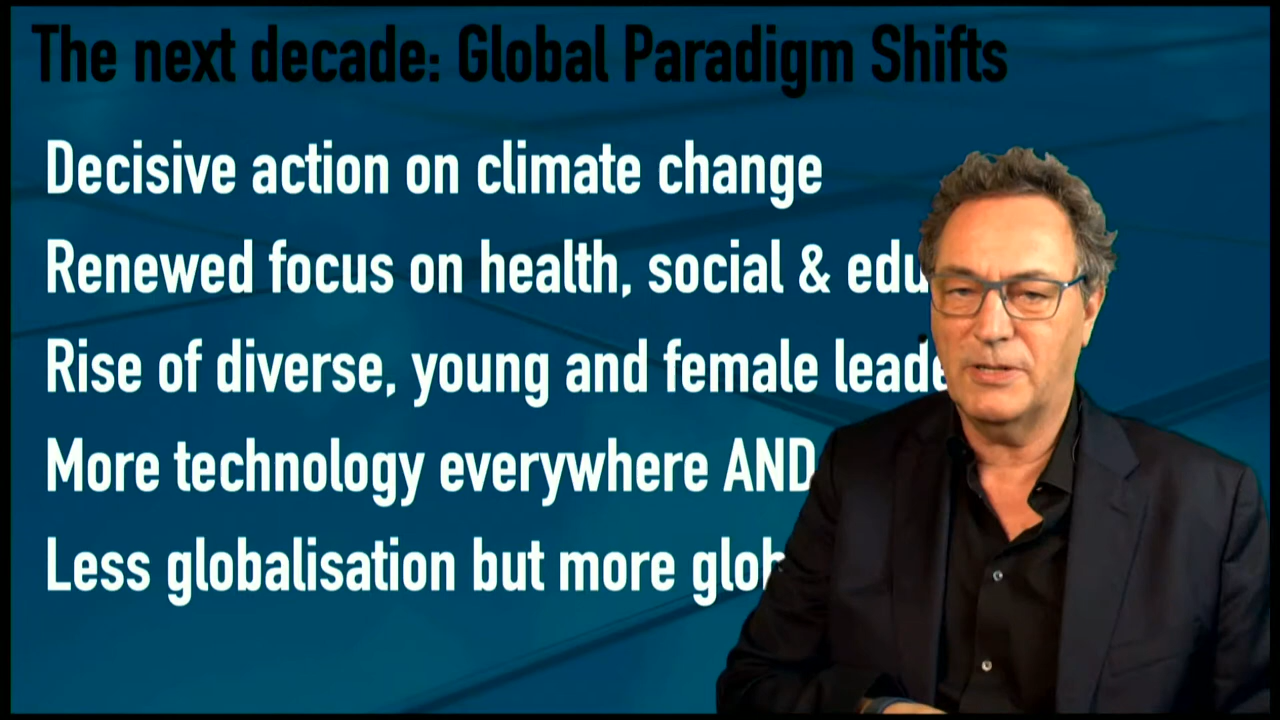 The next decade: Global Paradigm Shifts
Decisive action on climate change
Renewed focus on health, social & edu
Rise of diverse, young and female leade
More technology everywhere AND
Less globalisation but more glob